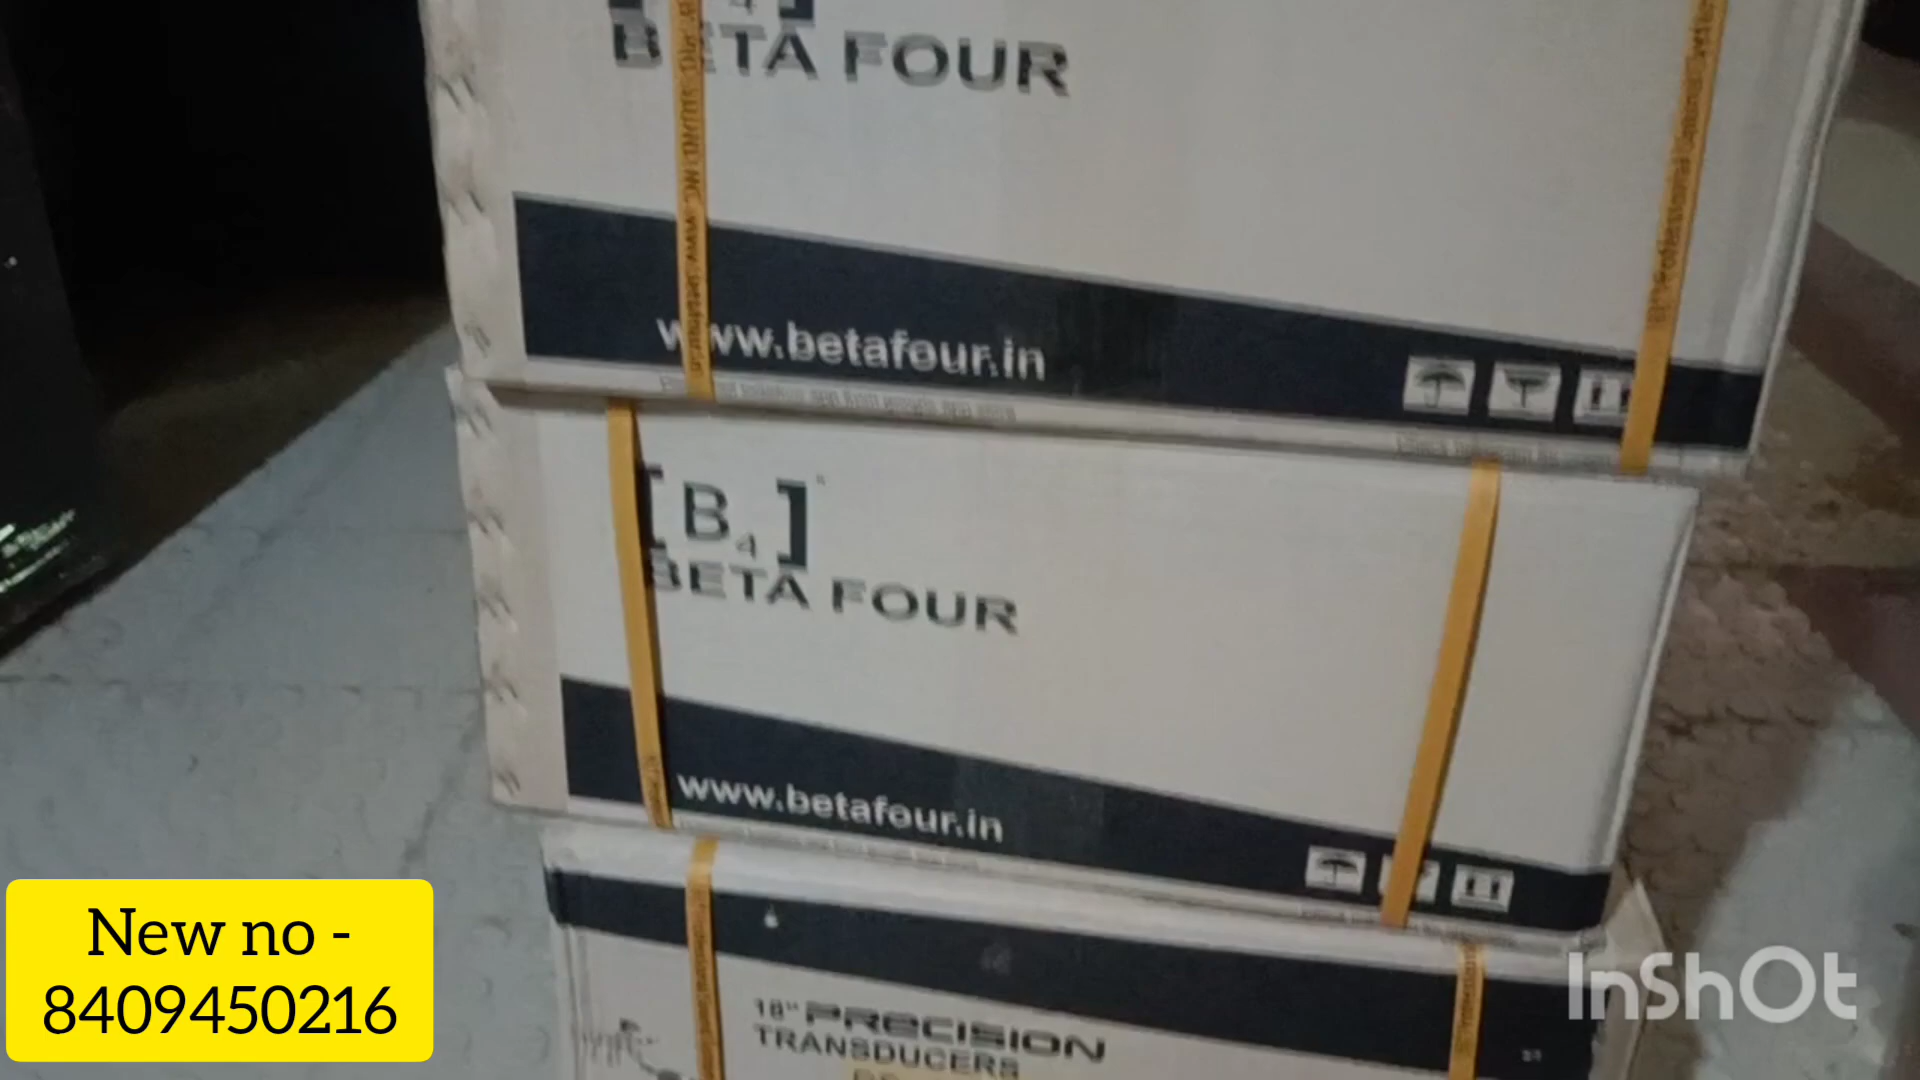 BETA FOUR
www.betafour.in
[B4]
BETA FOUR
www.betafour.in
18" PRECISION
TRANSDUCERS
New no -
8409450216
InShOt